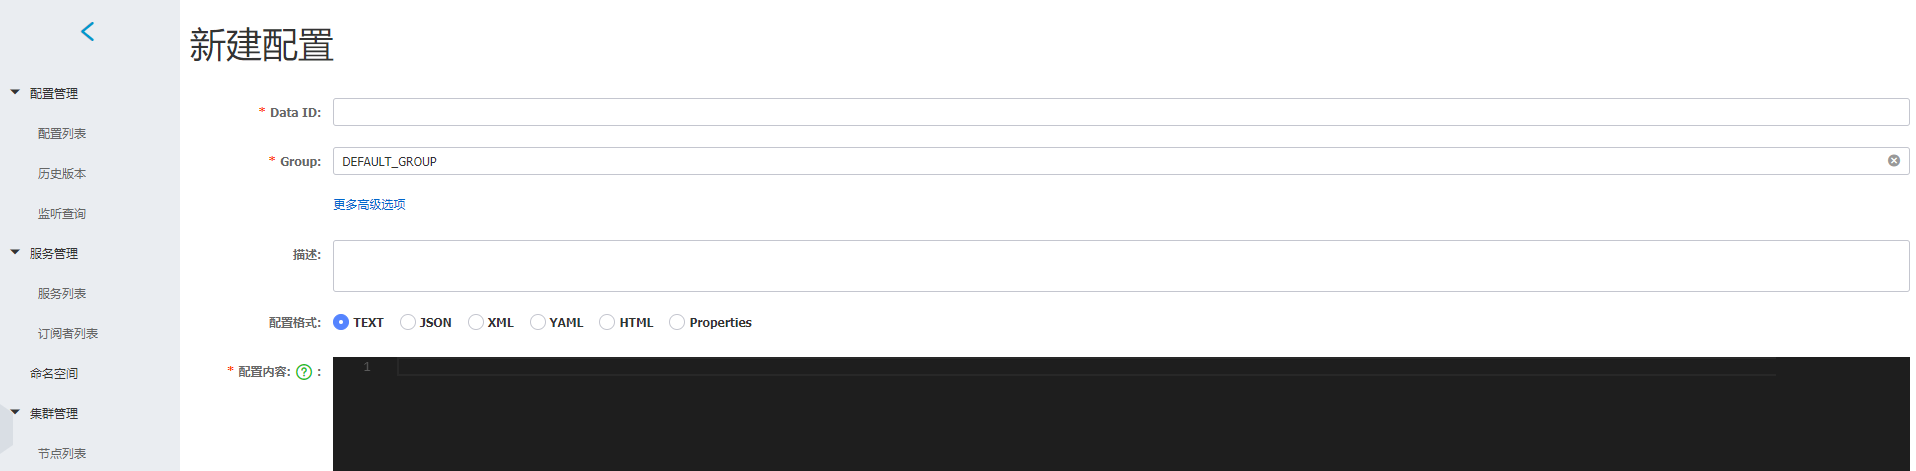 新建配置
配置管理
配置列表
历史版本
监听查询
服务管理
服务列表
订阅者列表
命名空间
集群管理
节点列表
* Data ID:
* Group: DEFAULT_GROUP
更多高级选项
描述:
配置格式: TEXT JSON XML YAML HTML Properties
* 配置内容: ? :
1